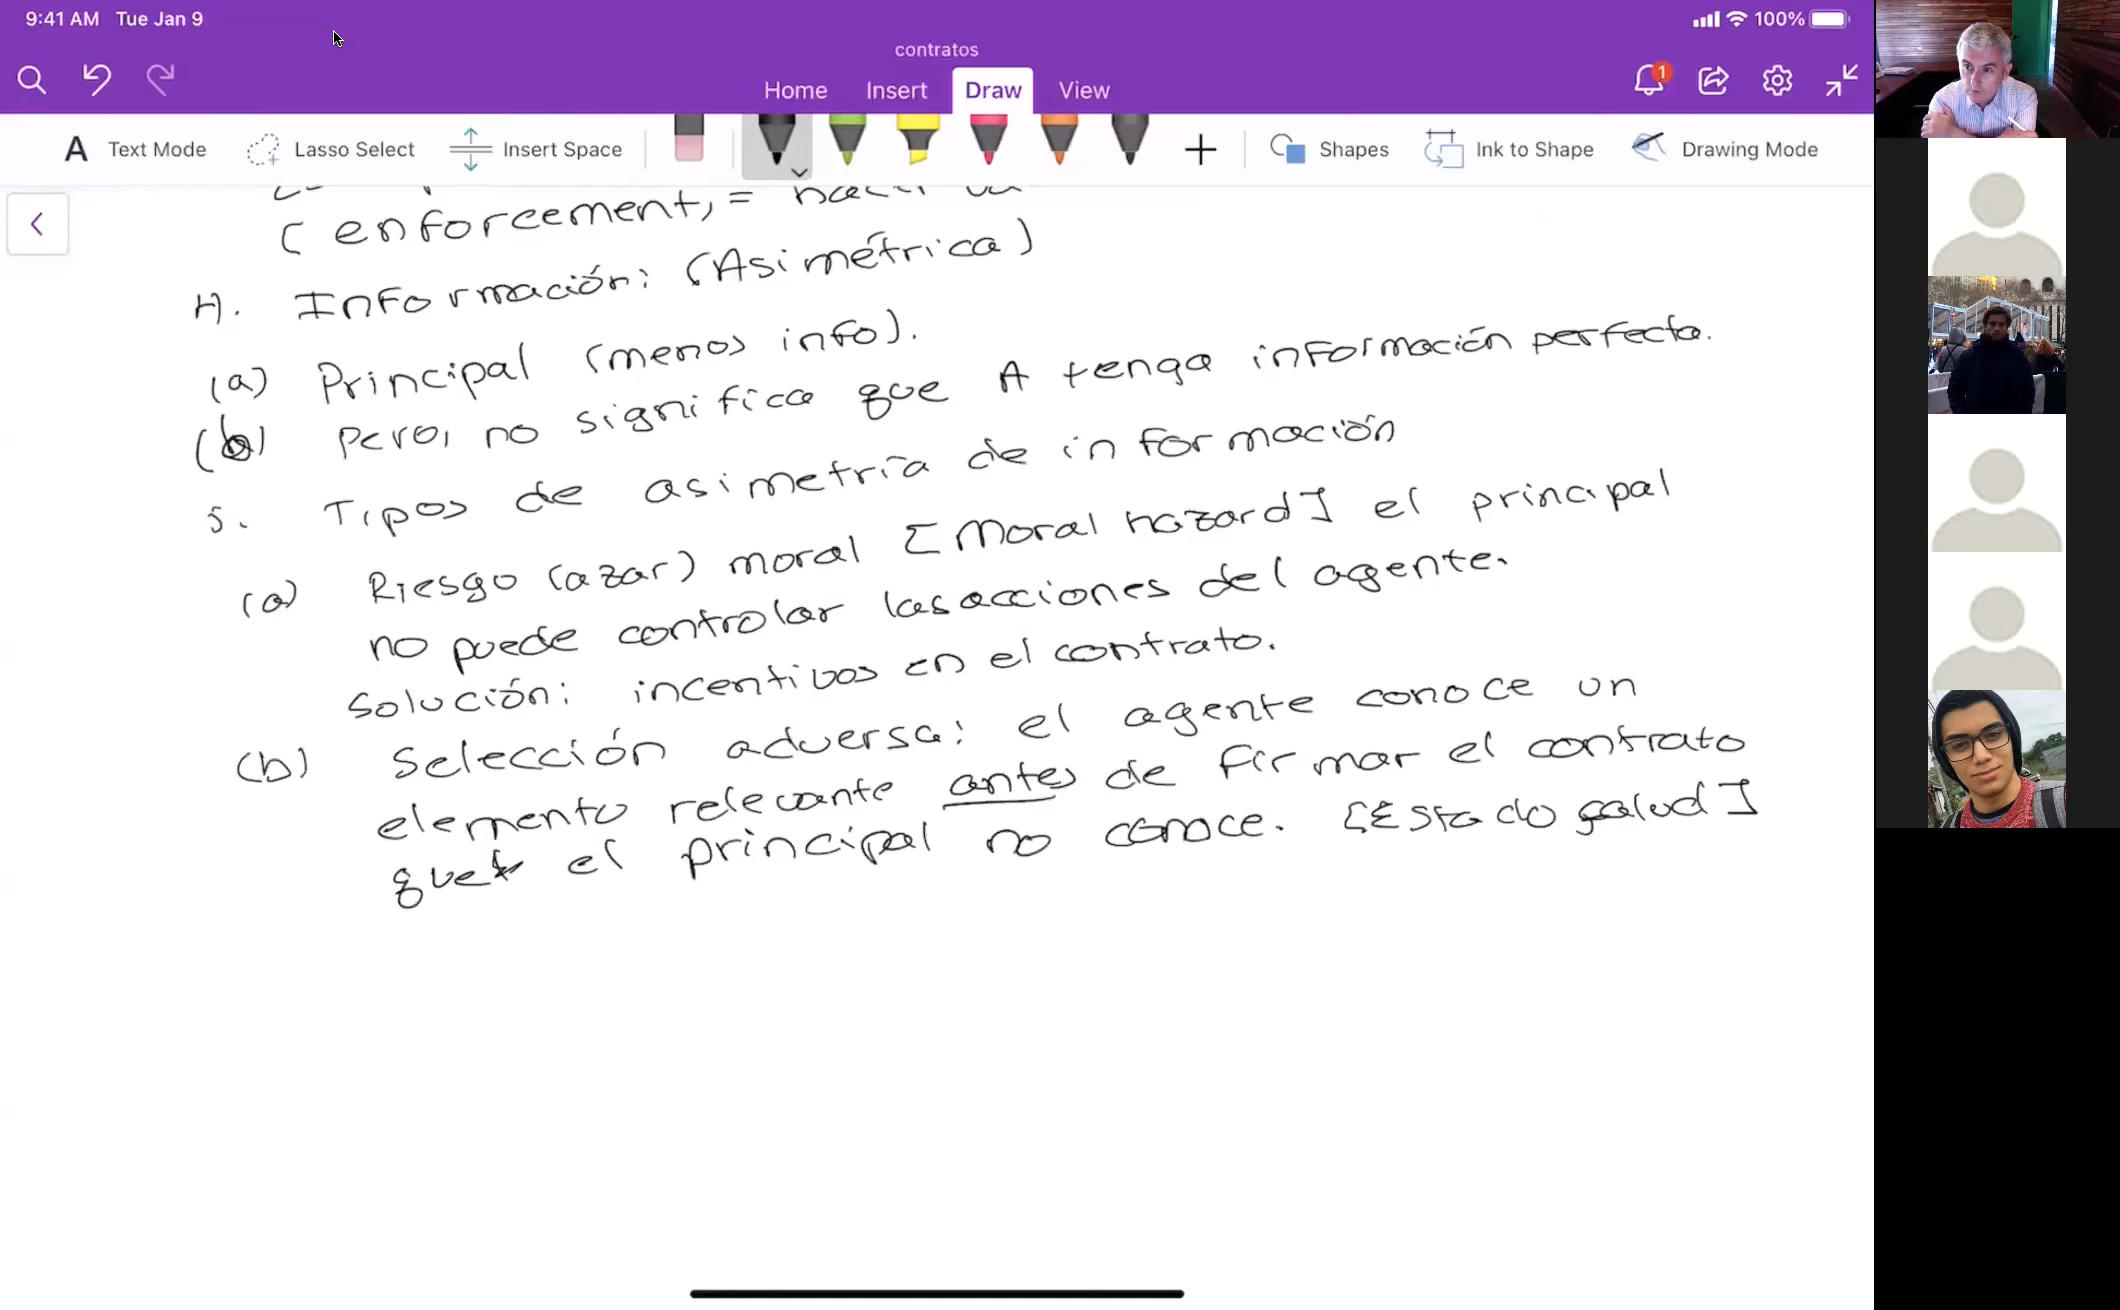 9:41 AM Tue Jan 9
100%
contratos
Home Insert Draw View
1
A Text Mode Lasso Select Insert Space Shapes Ink to Shape Drawing Mode
(enforcement, =
4. Información: (Asimétrica)
(a) Principal (menos info).
(b) Pero, no significa que A tenga información perfecta.
5. Tipos de asimetría de información
(a) Riesgo (azar) moral [Moral hazard] el principal
no puede controlar las acciones del agente.
Solución: incentivos en el contrato.
(b) Selección adversa: el agente conoce un
elemento relevante antes de firmar el contrato
que el principal no conoce. [Estado salud]